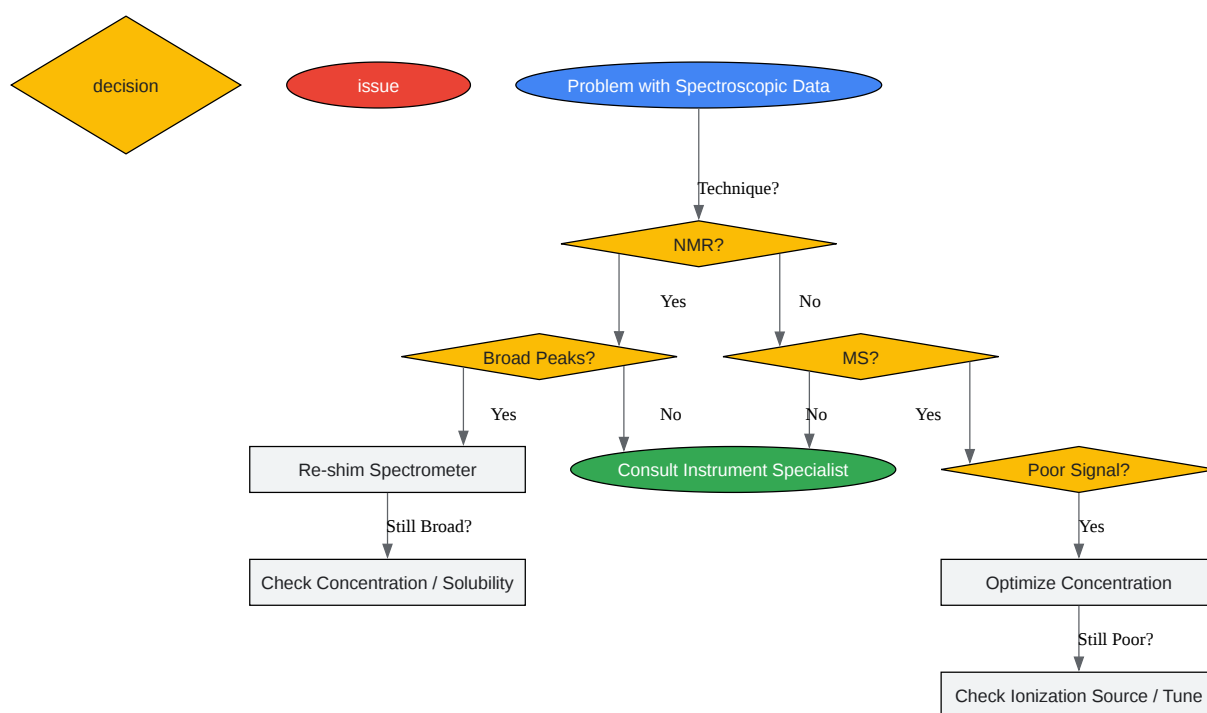 decision
issue
Problem with Spectroscopic Data
Technique?
NMR?
Yes
No
Broad Peaks?
MS?
Yes
No
No
Yes
Re-shim Spectrometer
Consult Instrument Specialist
Poor Signal?
Still Broad?
Yes
Check Concentration / Solubility
Optimize Concentration
Still Poor?
Check Ionization Source / Tune